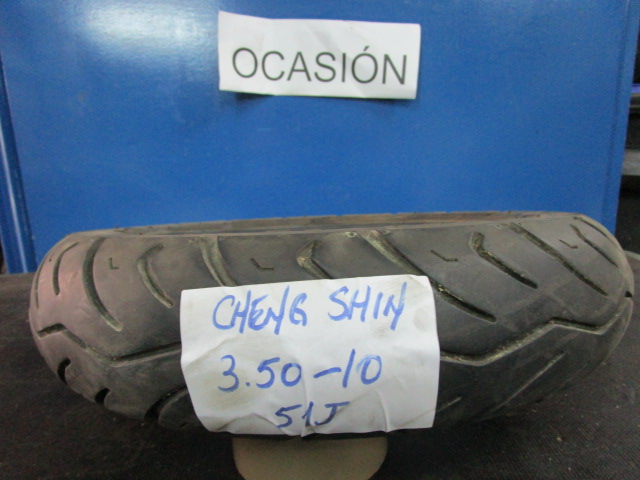 OCASIÓN
CHENG SHIN
3.50-10
51J